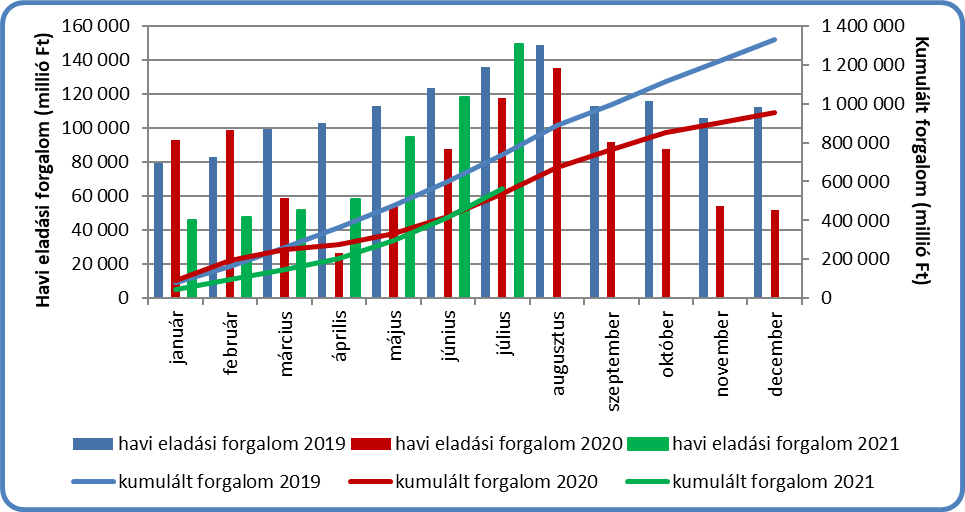 Havi eladási forgalom (millió Ft)
160 000
140 000
120 000
100 000
80 000
60 000
40 000
20 000
0
január
február
március
április
május
június
július
augusztus
szeptember
október
november
december
1 400 000
1 200 000
1 000 000
800 000
600 000
400 000
200 000
0
Kumulált forgalom (millió Ft)
havi eladási forgalom 2019
havi eladási forgalom 2020
havi eladási forgalom 2021
kumulált forgalom 2019
kumulált forgalom 2020
kumulált forgalom 2021